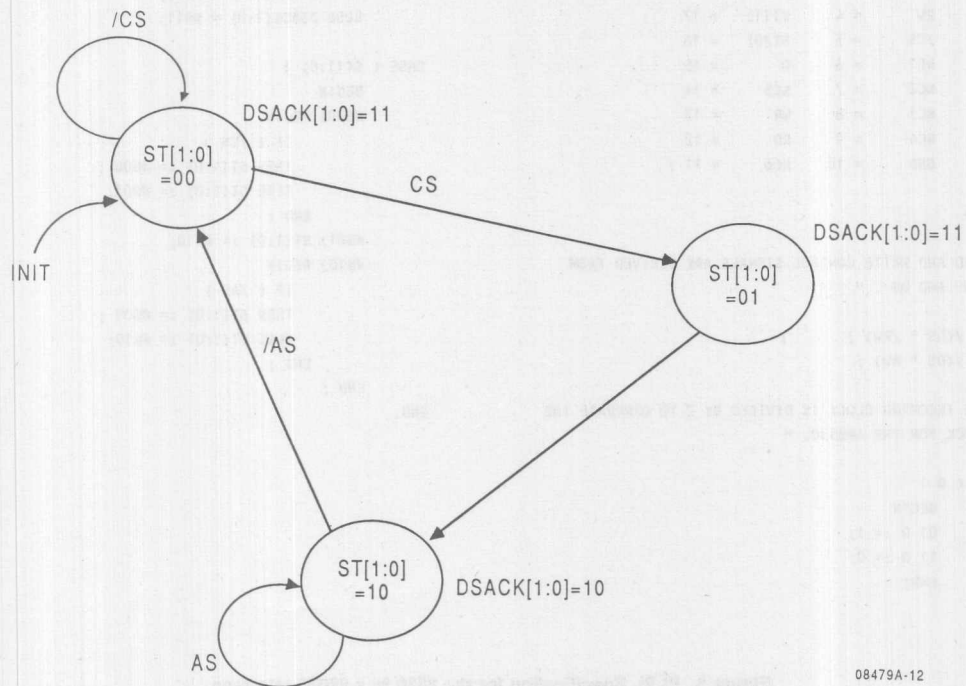 /CS
DSACK[1:0]=11
ST[1:0]
=00
CS
DSACK[1:0]=11
INIT
ST[1:0]
=01
/AS
ST[1:0]
=10
DSACK[1:0]=10
AS
08479A-12